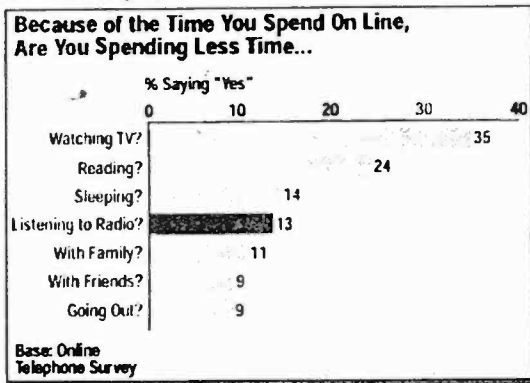 Because of the Time You Spend On Line,
Are You Spending Less Time...
% Saying "Yes"
0 10 20 30 40
Watching TV? 35
Reading? 24
Sleeping? 14
Listening to Radio? 13
With Family? 11
With Friends? 9
Going Out? 9
Base: Online
Telephone Survey